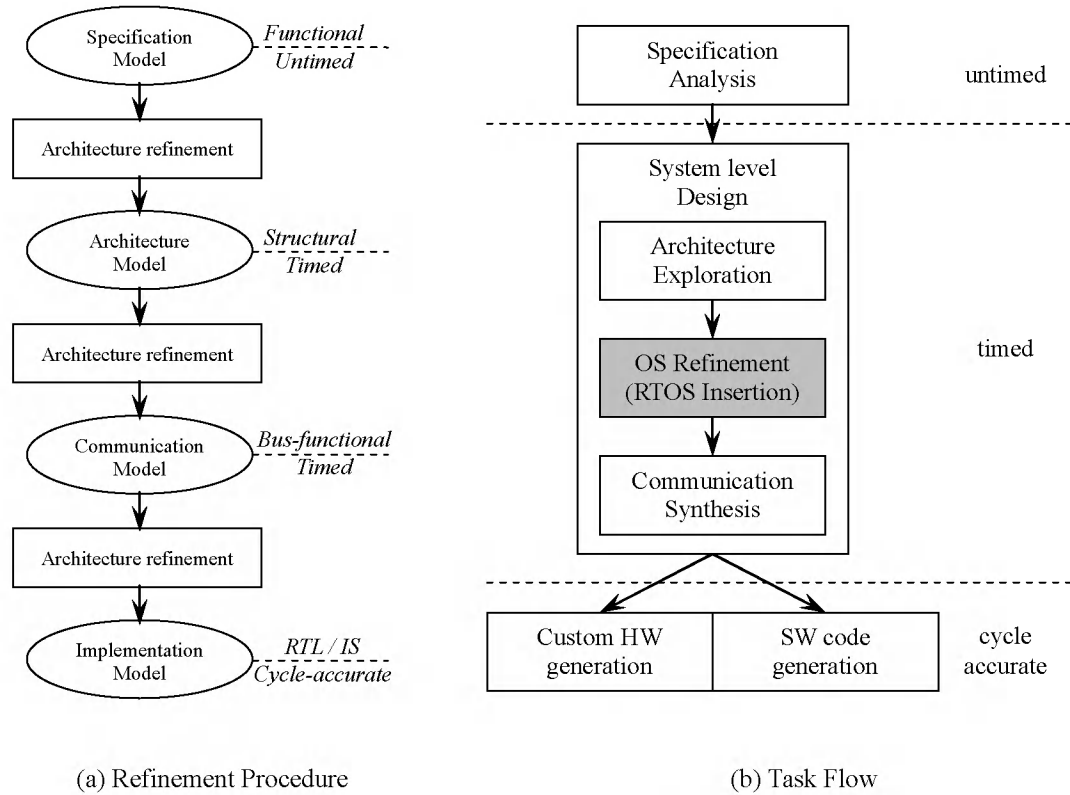 Specification
Model
Functional
Untimed
Architecture refinement
Architecture
Model
Structural
Timed
Architecture refinement
Communication
Model
Bus-functional
Timed
Architecture refinement
Implementation
Model
RTL / IS
Cycle-accurate
(a) Refinement Procedure
Specification
Analysis
untimed
System level
Design
Architecture
Exploration
OS Refinement
(RTOS Insertion)
Communication
Synthesis
timed
Custom HW
generation
SW code
generation
cycle
accurate
(b) Task Flow